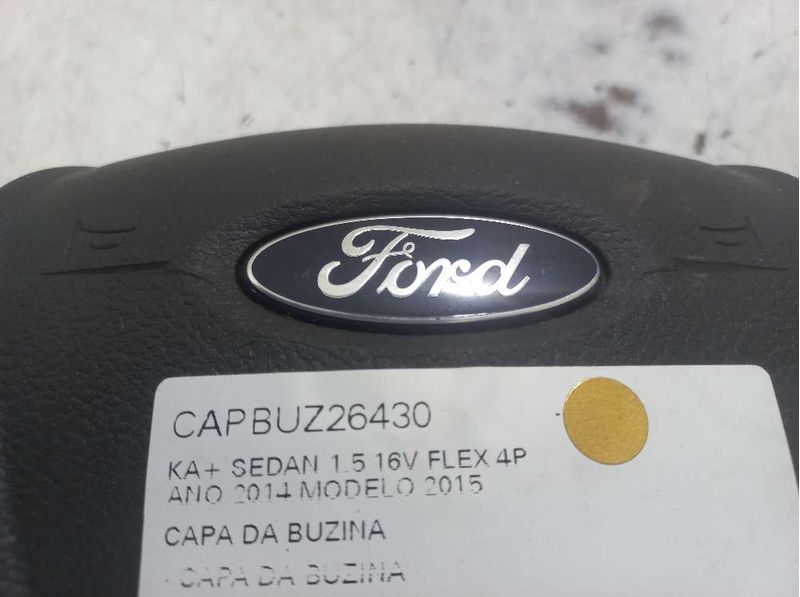 Ford
CAPBUZ26430
KA+ SEDAN 1.5 16V FLEX 4P
ANO 2014 MODELO 2015
CAPA DA BUZINA
- CAPA DA BUZINA